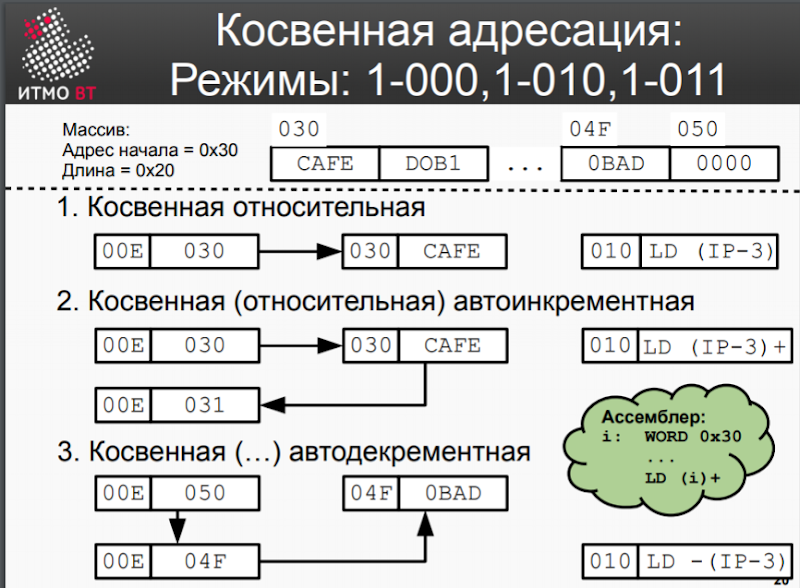 Косвенная адресация:
Режимы: 1-000,1-010,1-011
ИТМО ВТ
Массив:
Адрес начала = 0x30
Длина = 0x20
030 04F 050
CAFE DOB1 ... 0BAD 0000
1. Косвенная относительная
00E 030 030 CAFE 010 LD (IP-3)
2. Косвенная (относительная) автоинкрементная
00E 030 030 CAFE 010 LD (IP-3)+
00E 031
Ассемблер:
i: WORD 0x30
...
LD (i)+
3. Косвенная (…) автодекрементная
00E 050 04F 0BAD
00E 04F 010 LD -(IP-3)
20